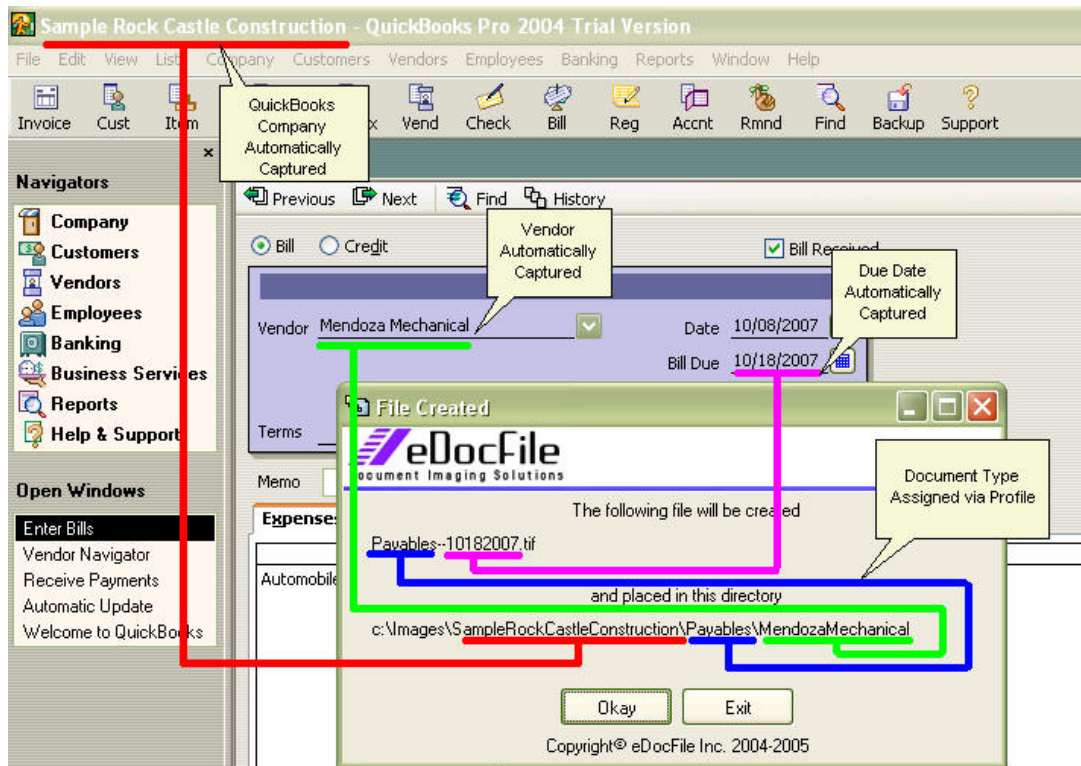 Sample Rock Castle Construction - QuickBooks Pro 2004 Trial Version
File Edit View Company Customers Vendors Employees Banking Reports Window Help
Invoice Cust Item Vend Check Bill Reg Accnt Rmnd Find Backup Support
QuickBooks
Company
Automatically
Captured
Navigators
Company
Customers
Vendors
Employees
Banking
Business Services
Reports
Help & Support
Open Windows
Enter Bills
Vendor Navigator
Receive Payments
Automatic Update
Welcome to QuickBooks
Previous Next Find History
Bill Credit Bill Received
Vendor
Automatically
Captured
Due Date
Automatically
Captured
Vendor Mendoza Mechanical Date 10/08/2007
Bill Due 10/18/2007
Terms
Memo
Expenses
Automobile
File Created
eDocFile
Document Imaging Solutions
Document Type
Assigned via Profile
The following file will be created
Payables--10182007.tif
and placed in this directory
c:\Images\SampleRockCastleConstruction\Payables\MendozaMechanical
Okay Exit
Copyright© eDocFile Inc. 2004-2005